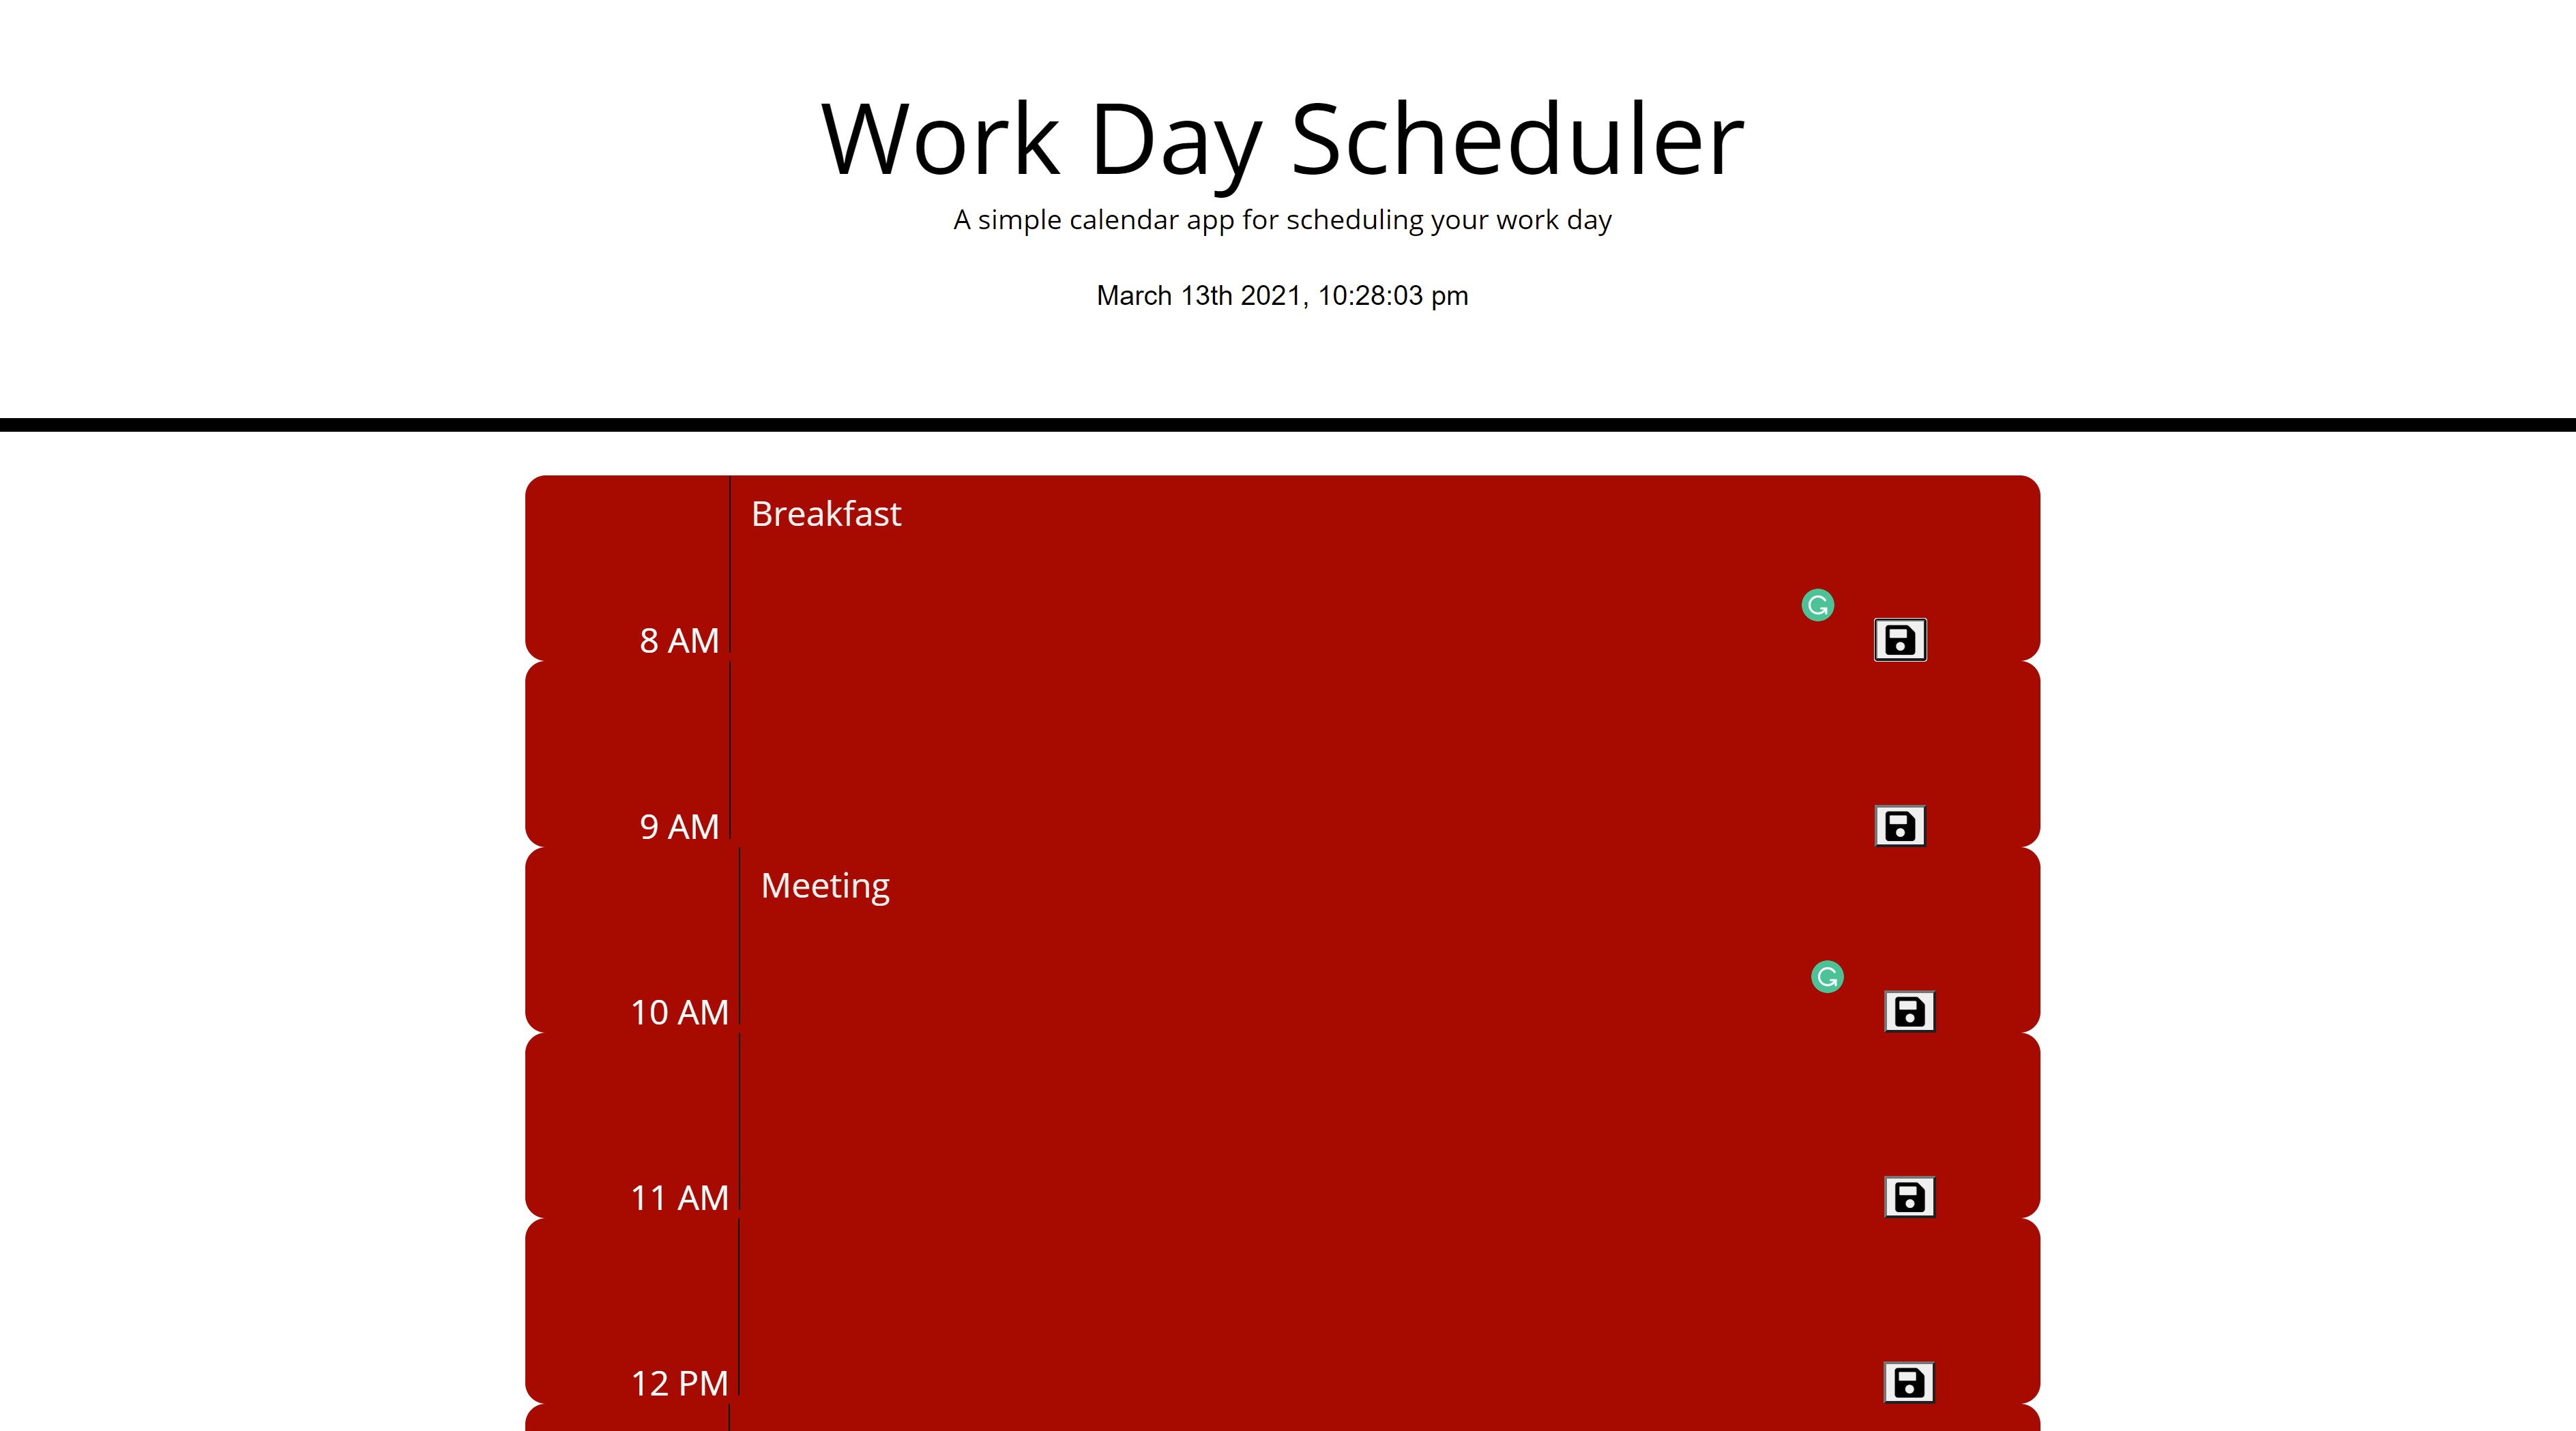 Work Day Scheduler
A simple calendar app for scheduling your work day
March 13th 2021, 10:28:03 pm
Breakfast
8 AM
9 AM
Meeting
10 AM
11 AM
12 PM